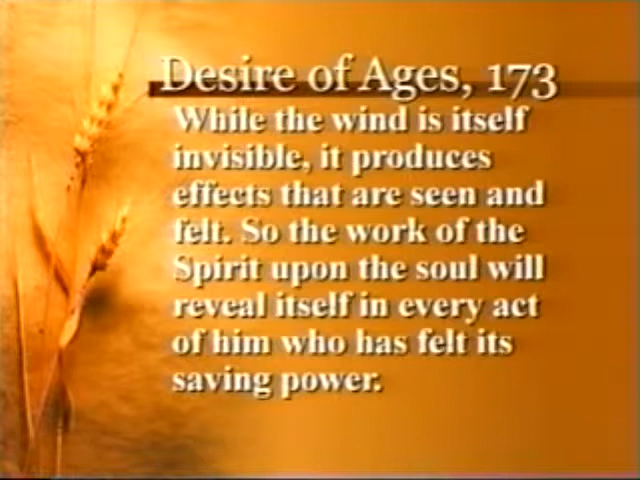 Desire of Ages, 173
While the wind is itself
invisible, it produces
effects that are seen and
felt. So the work of the
Spirit upon the soul will
reveal itself in every act
of him who has felt its
saving power.